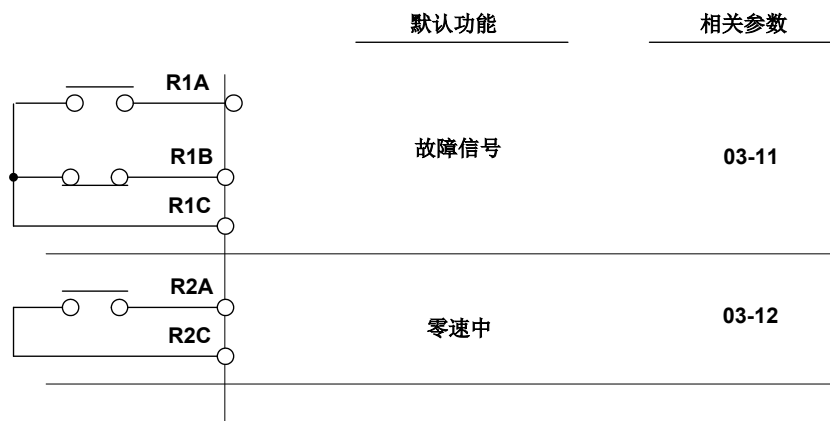 默认功能 相关参数
R1A
R1B
R1C
故障信号 03-11
R2A
R2C
零速中 03-12